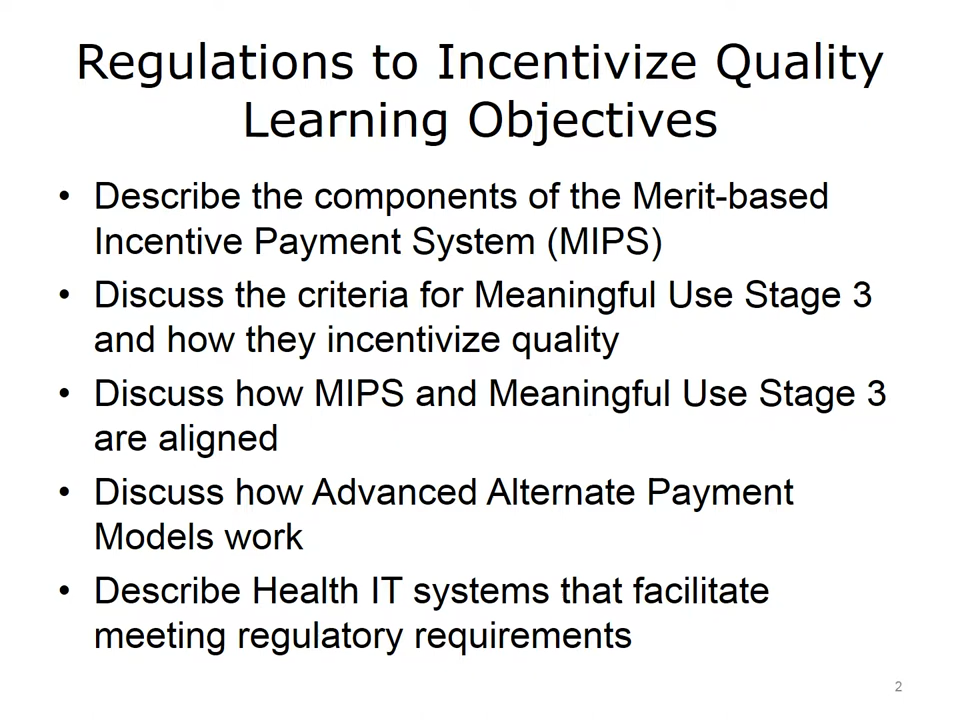 Regulations to Incentivize Quality
Learning Objectives
• Describe the components of the Merit-based
Incentive Payment System (MIPS)
• Discuss the criteria for Meaningful Use Stage 3
and how they incentivize quality
• Discuss how MIPS and Meaningful Use Stage 3
are aligned
• Discuss how Advanced Alternate Payment
Models work
• Describe Health IT systems that facilitate
meeting regulatory requirements
2